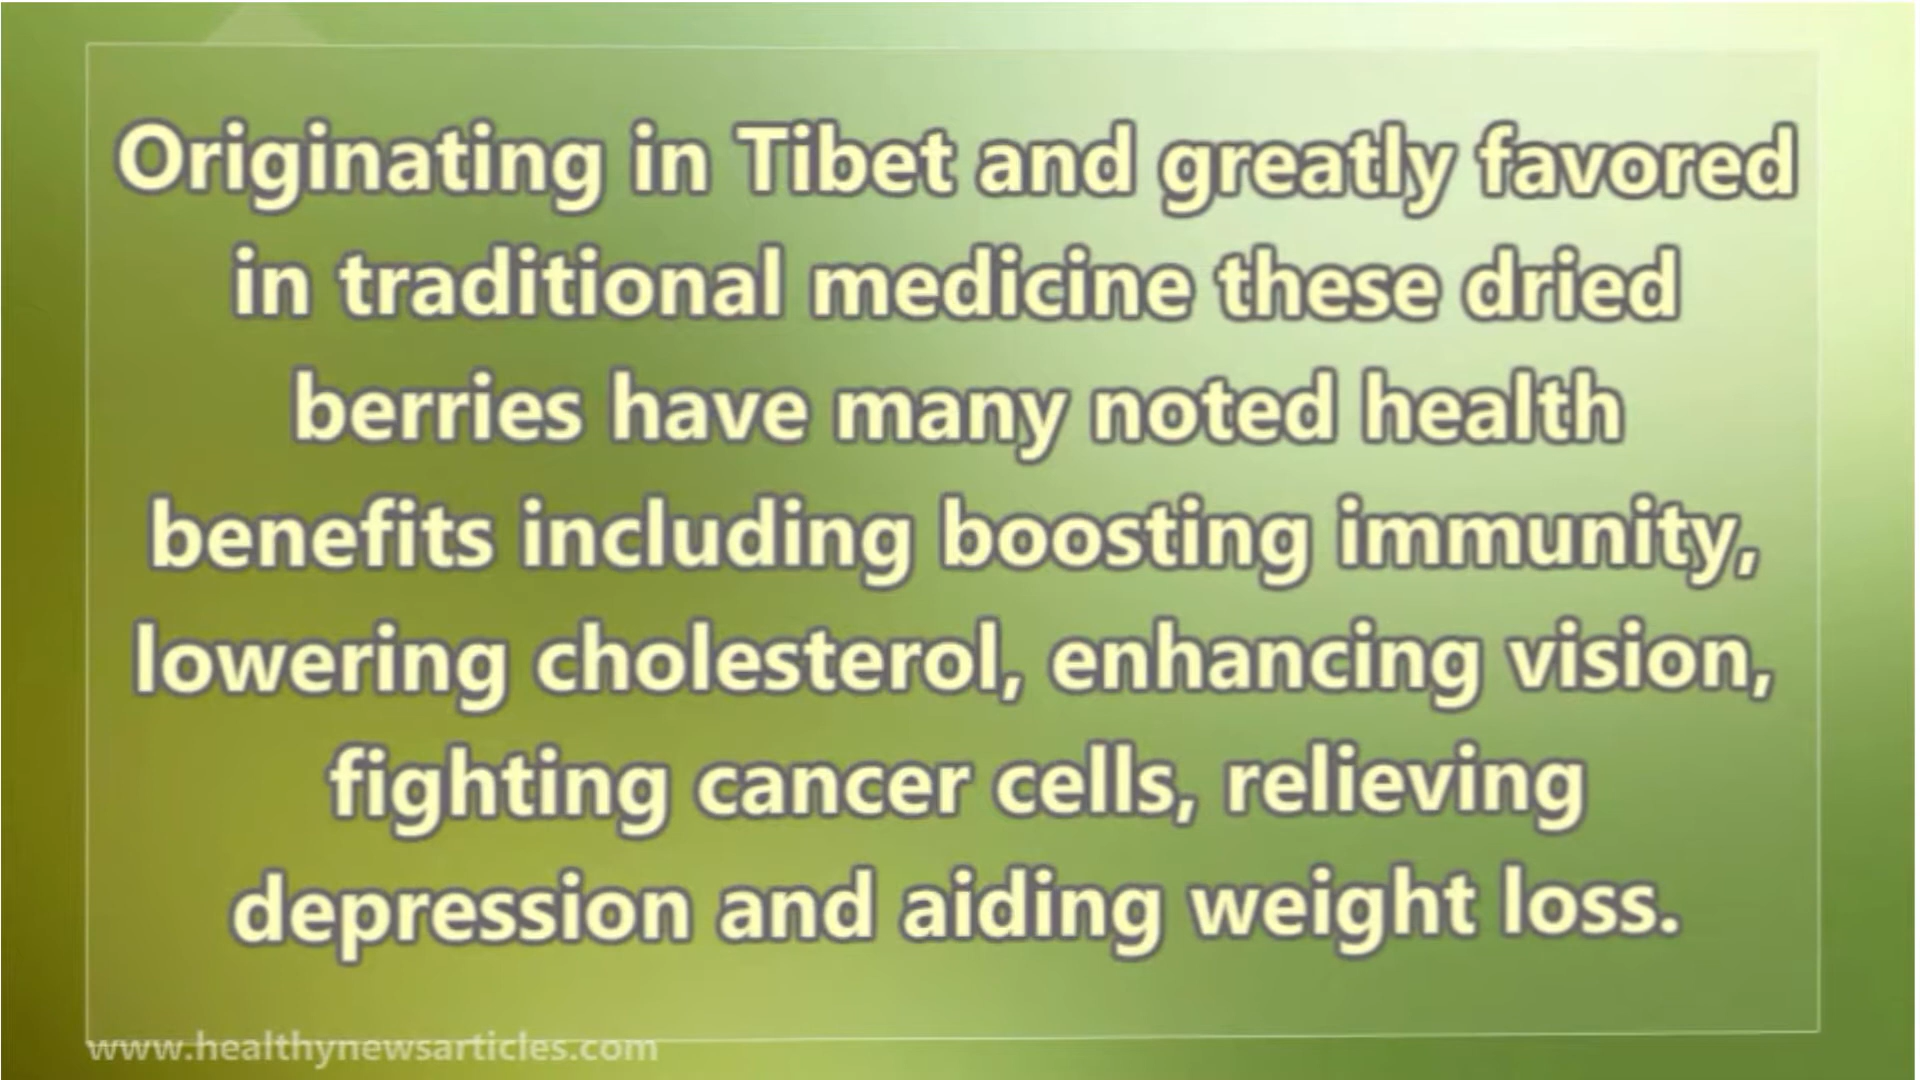 Originating in Tibet and greatly favored
in traditional medicine these dried
berries have many noted health
benefits including boosting immunity,
lowering cholesterol, enhancing vision,
fighting cancer cells, relieving
depression and aiding weight loss.
www.healthynewsarticles.com